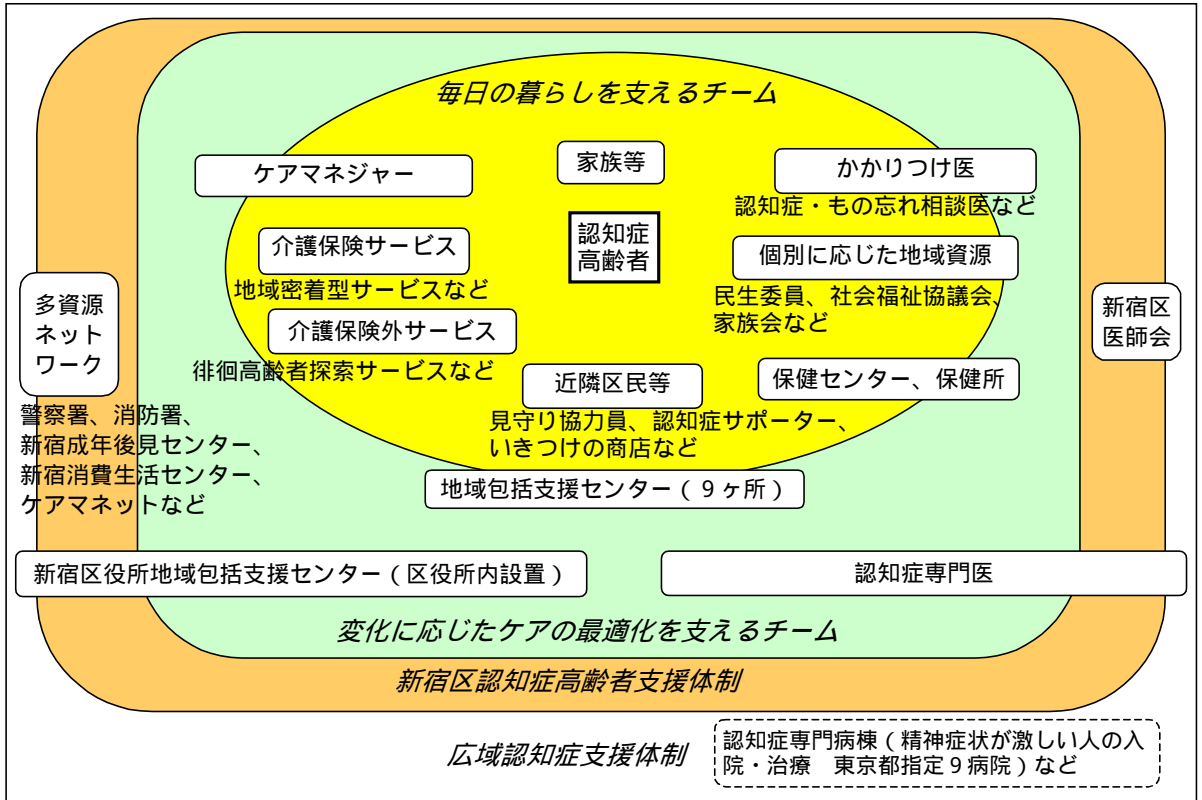 毎日の暮らしを支えるチーム
ケアマネジャー
家族等
かかりつけ医
認知症・もの忘れ相談医など
認知症
高齢者
介護保険サービス
地域密着型サービスなど
個別に応じた地域資源
民生委員、社会福祉協議会、
家族会など
介護保険外サービス
徘徊高齢者探索サービスなど
近隣区民等
見守り協力員、認知症サポーター、
いきつけの商店など
保健センター、保健所
多資源
ネット
ワーク
警察署、消防署、
新宿成年後見センター、
新宿消費生活センター、
ケアマネットなど
新宿区
医師会
地域包括支援センター(9ヶ所)
新宿区役所地域包括支援センター(区役所内設置)
認知症専門医
変化に応じたケアの最適化を支えるチーム
新宿区認知症高齢者支援体制
広域認知症支援体制
認知症専門病棟(精神症状が激しい人の入
院・治療 東京都指定9病院)など